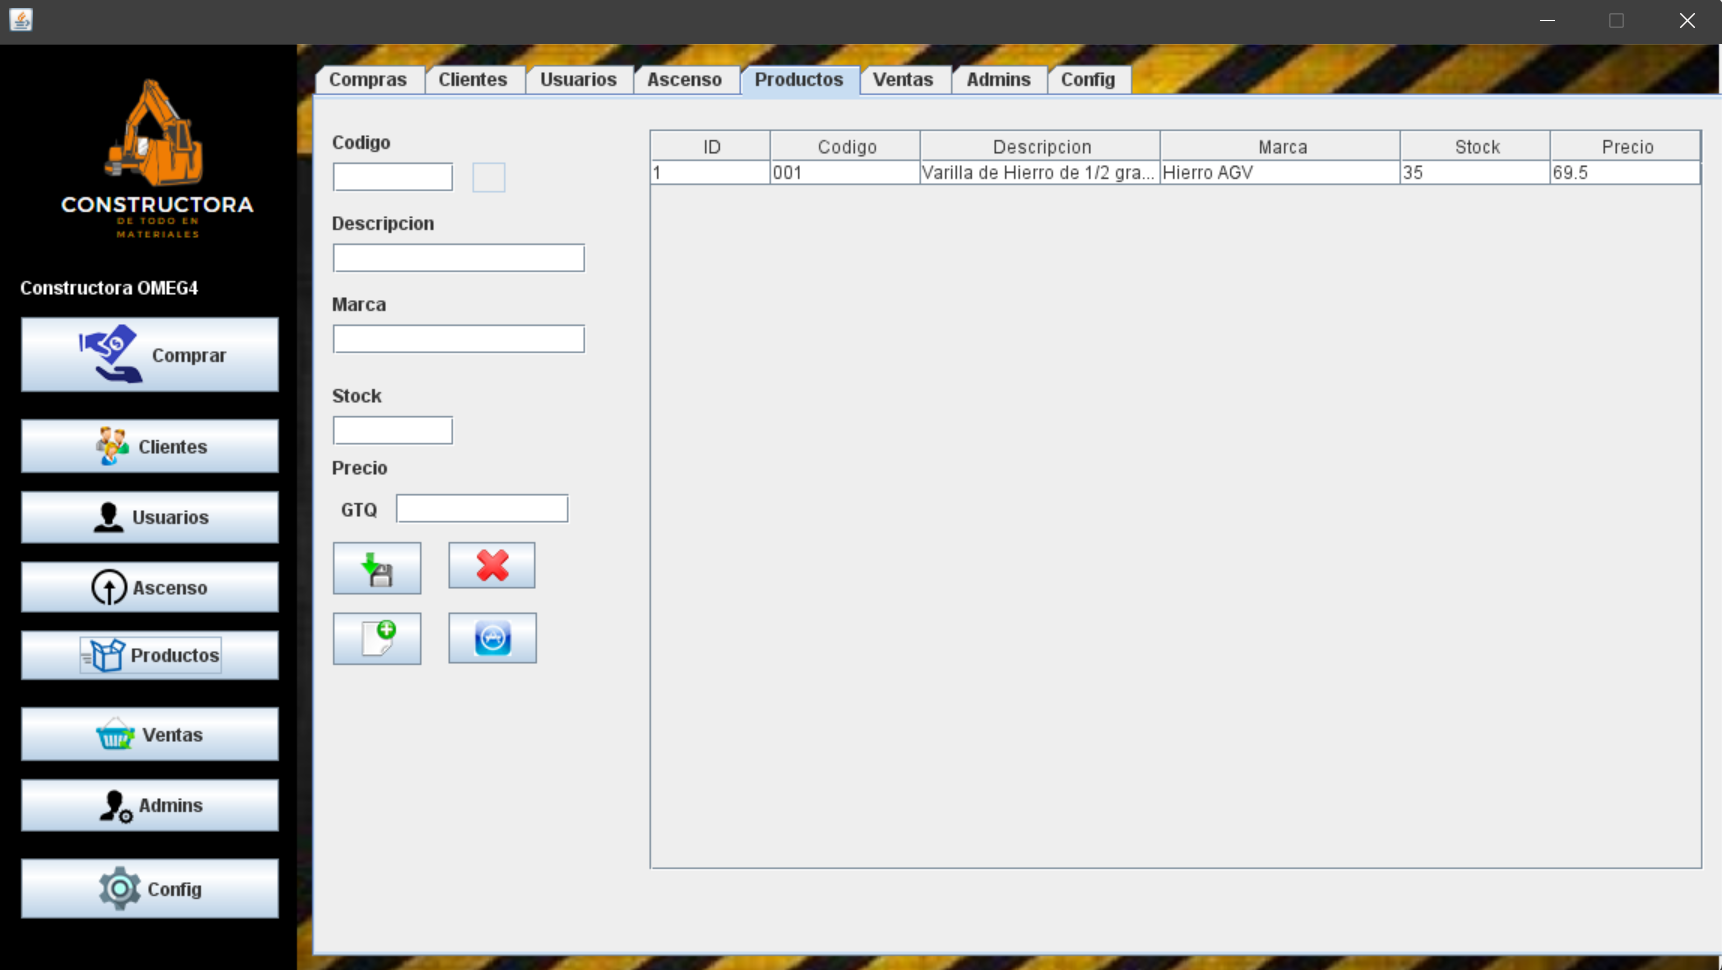 CONSTRUCTORA
DE TODO EN
MATERIALES
Constructora OMEG4
Comprar
Clientes
Usuarios
Ascenso
Productos
Ventas
Admins
Config
Compras Clientes Usuarios Ascenso Productos Ventas Admins Config
Codigo
Descripcion
Marca
Stock
Precio
GTQ
ID Codigo Descripcion Marca Stock Precio
1 001 Varilla de Hierro de 1/2 gra... Hierro AGV 35 69.5